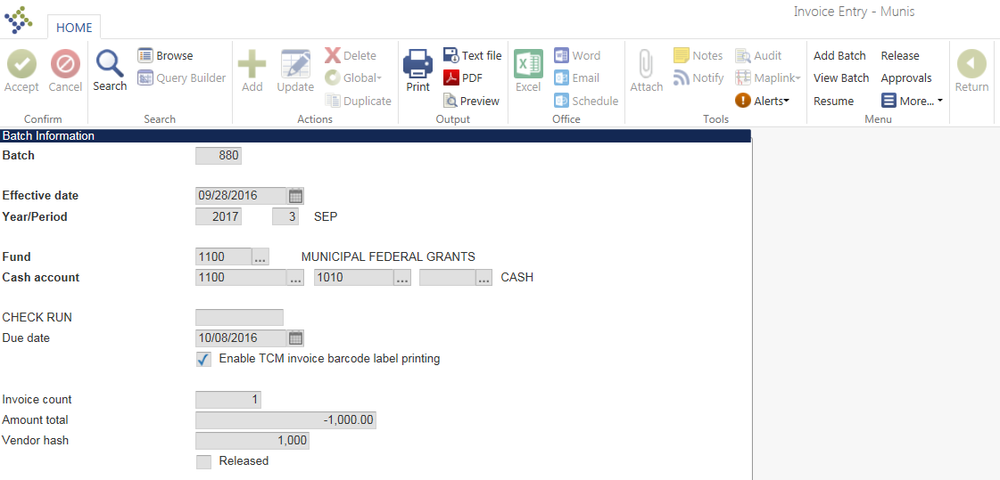 Invoice Entry - Munis
HOME
Accept
Cancel
Confirm
Search
Browse
Query Builder
Search
Add
Update
Delete
Global
Duplicate
Actions
Print
Text file
PDF
Preview
Output
Excel
Word
Email
Schedule
Office
Attach
Notes
Notify
Audit
Maplink
Alerts
Tools
Add Batch
View Batch
Resume
Release
Approvals
More...
Menu
Return
Batch Information
Batch 880
Effective date 09/28/2016
Year/Period 2017 3 SEP
Fund 1100 ... MUNICIPAL FEDERAL GRANTS
Cash account 1100 ... 1010 ... ... CASH
CHECK RUN
Due date 10/08/2016
Enable TCM invoice barcode label printing
Invoice count 1
Amount total -1,000.00
Vendor hash 1,000
Released